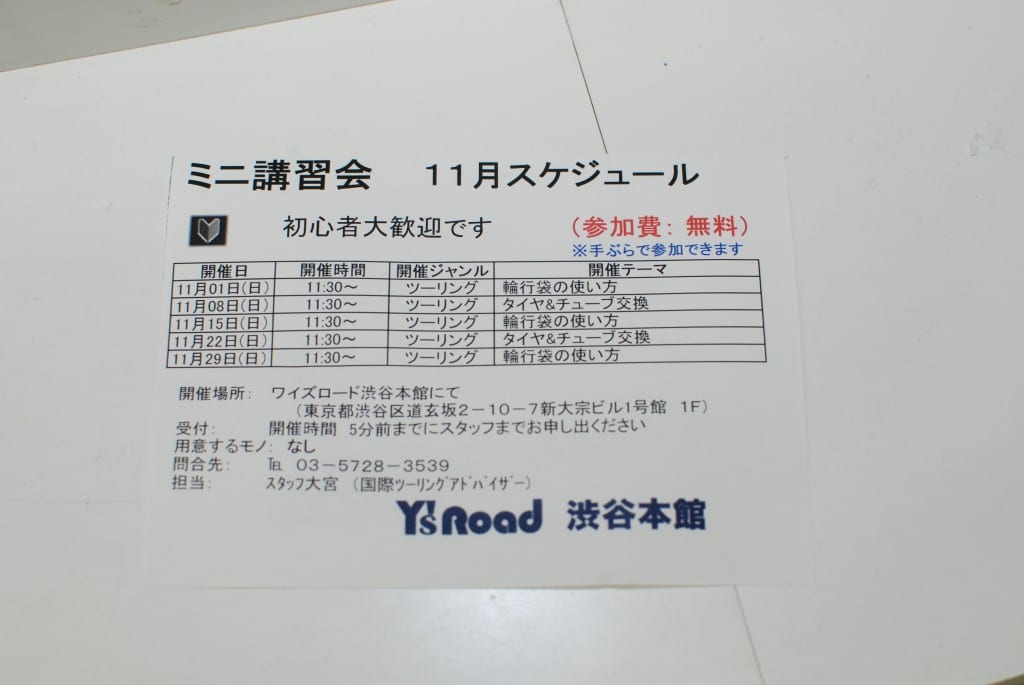 ミニ講習会 11月スケジュール
初心者大歓迎です (参加費: 無料)
※手ぶらで参加できます
開催日 開催時間 開催ジャンル 開催テーマ
11月01日(日) 11:30～ ツーリング 輪行袋の使い方
11月08日(日) 11:30～ ツーリング タイヤ&チューブ交換
11月15日(日) 11:30～ ツーリング 輪行袋の使い方
11月22日(日) 11:30～ ツーリング タイヤ&チューブ交換
11月29日(日) 11:30～ ツーリング 輪行袋の使い方
開催場所: ワイズロード渋谷本館にて
(東京都渋谷区道玄坂2－10－7新大宗ビル1号館 1F)
受付: 開催時間 5分前までにスタッフまでお申し出ください
用意するモノ: なし
問合先: ℡ 03－5728－3539
担当: ｽﾀｯﾌ大宮 (国際ﾂｰﾘﾝｸﾞｱﾄﾞﾊﾞｲｻﾞｰ)
Y'sRoad 渋谷本館